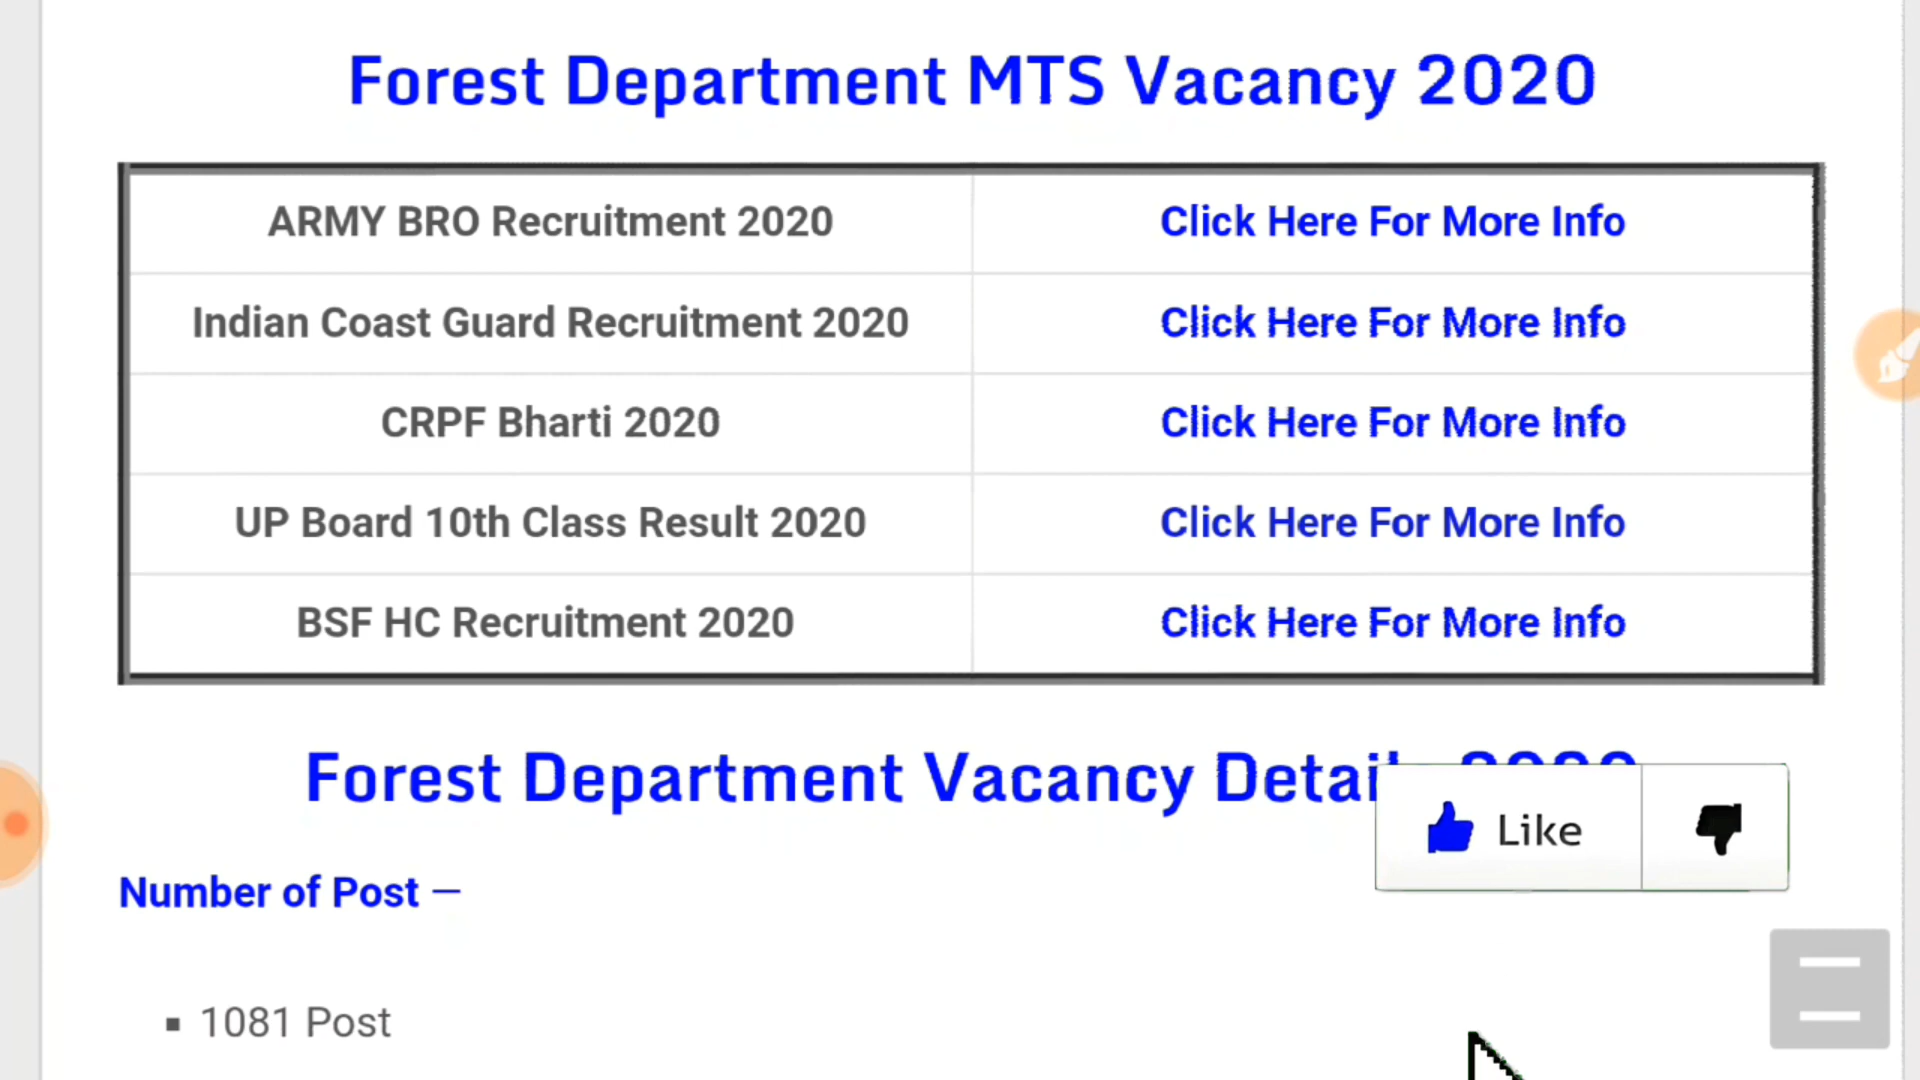 Forest Department MTS Vacancy 2020
ARMY BRO Recruitment 2020 Click Here For More Info
Indian Coast Guard Recruitment 2020 Click Here For More Info
CRPF Bharti 2020 Click Here For More Info
UP Board 10th Class Result 2020 Click Here For More Info
BSF HC Recruitment 2020 Click Here For More Info
Forest Department Vacancy
Like
Number of Post —
▪ 1081 Post